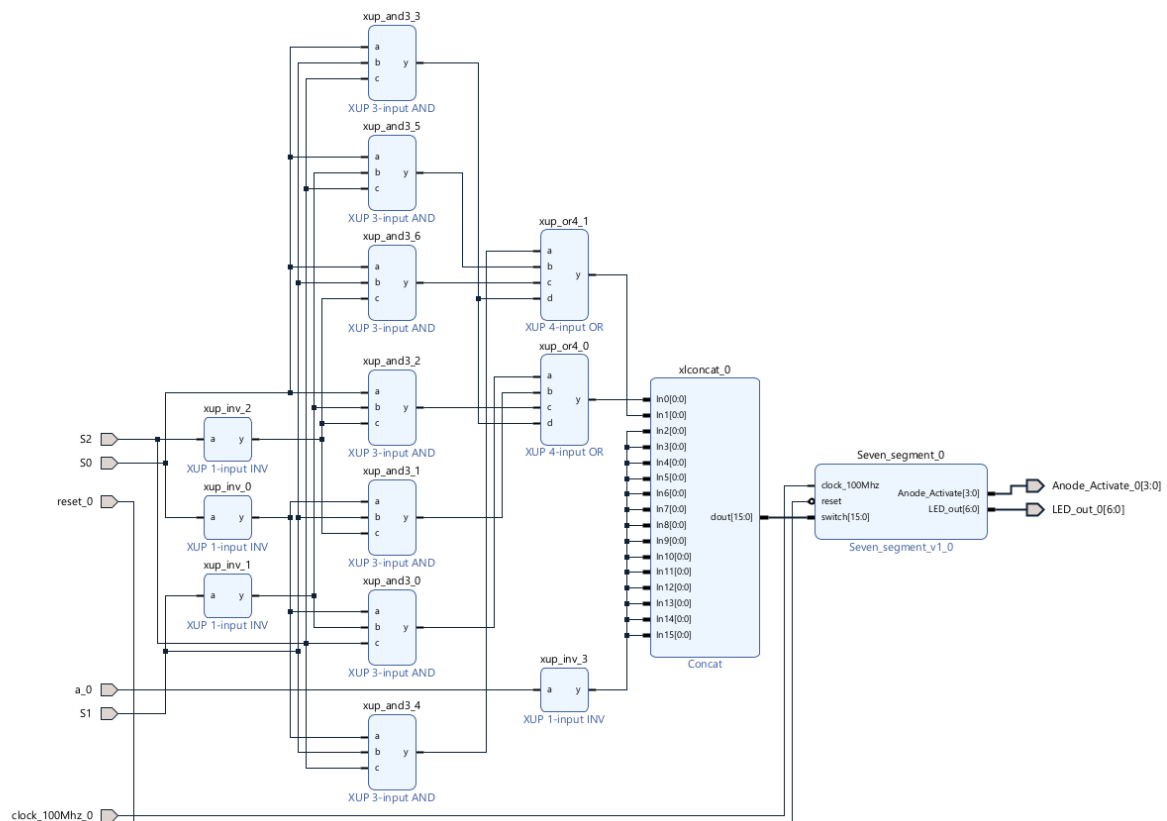 xup_and3_3
a
b
c
y
XUP 3-input AND
xup_and3_5
a
b
c
y
XUP 3-input AND
xup_and3_6
a
b
c
y
XUP 3-input AND
xup_or4_1
a
b
c
d
y
XUP 4-input OR
xup_and3_2
a
b
c
y
XUP 3-input AND
xup_or4_0
a
b
c
d
y
XUP 4-input OR
S2
S0
reset_0
xup_inv_2
a
y
XUP 1-input INV
xup_inv_0
a
y
XUP 1-input INV
xup_inv_1
a
y
XUP 1-input INV
xup_and3_1
a
b
c
y
XUP 3-input AND
xup_and3_0
a
b
c
y
XUP 3-input AND
xlconcat_0
In0[0:0]
In1[0:0]
In2[0:0]
In3[0:0]
In4[0:0]
In5[0:0]
In6[0:0]
In7[0:0]
In8[0:0]
In9[0:0]
In10[0:0]
In11[0:0]
In12[0:0]
In13[0:0]
In14[0:0]
In15[0:0]
dout[15:0]
Concat
Seven_segment_0
clock_100Mhz
reset
switch[15:0]
Anode_Activate[3:0]
LED_out[6:0]
Seven_segment_v1_0
Anode_Activate_0[3:0]
LED_out_0[6:0]
a_0
S1
xup_inv_3
a
y
XUP 1-input INV
xup_and3_4
a
b
c
y
XUP 3-input AND
clock_100Mhz_0